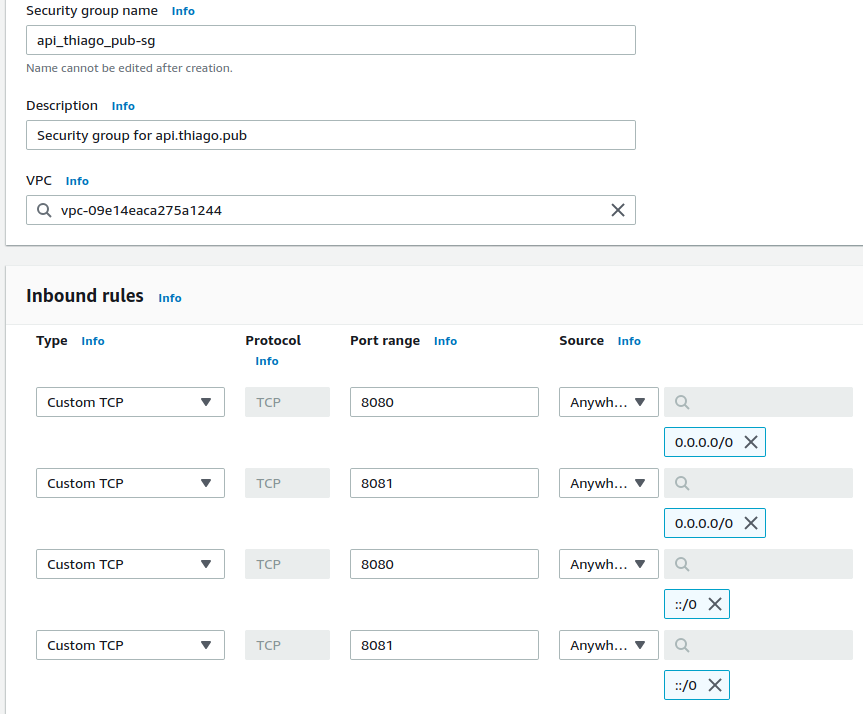 Security group name Info
api_thiago_pub-sg
Name cannot be edited after creation.
Description Info
Security group for api.thiago.pub
VPC Info
vpc-09e14eaca275a1244
Inbound rules Info
Type Info Protocol Info Port range Info Source Info
Custom TCP TCP 8080 Anywh...
0.0.0.0/0
Custom TCP TCP 8081 Anywh...
0.0.0.0/0
Custom TCP TCP 8080 Anywh...
::/0
Custom TCP TCP 8081 Anywh...
::/0